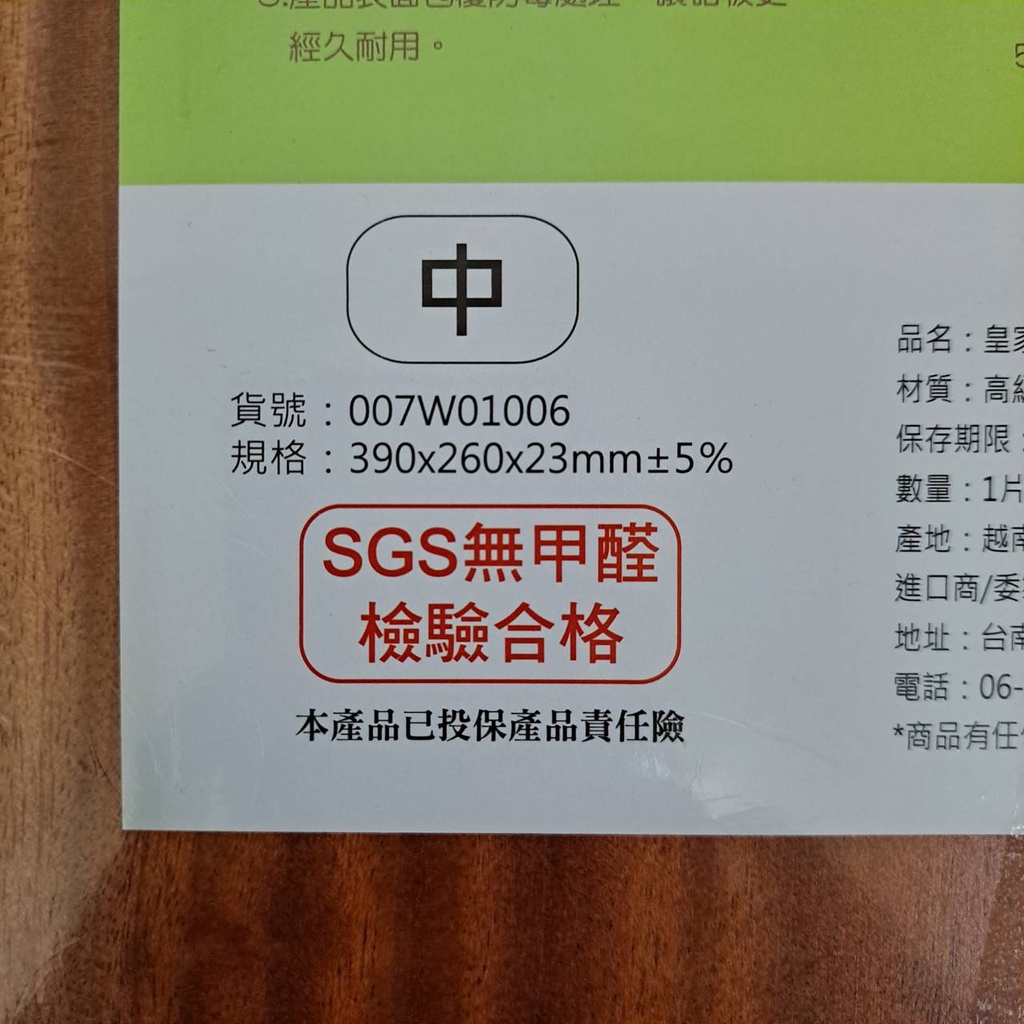 經久耐用。
中
貨號：007W01006
規格：390x260x23mm±5%
SGS無甲醛
檢驗合格
本產品已投保產品責任險
品名：皇家
材質：高級
保存期限：
數量：1片
產地：越南
進口商/委
地址：台南
電話：06-
*商品有任